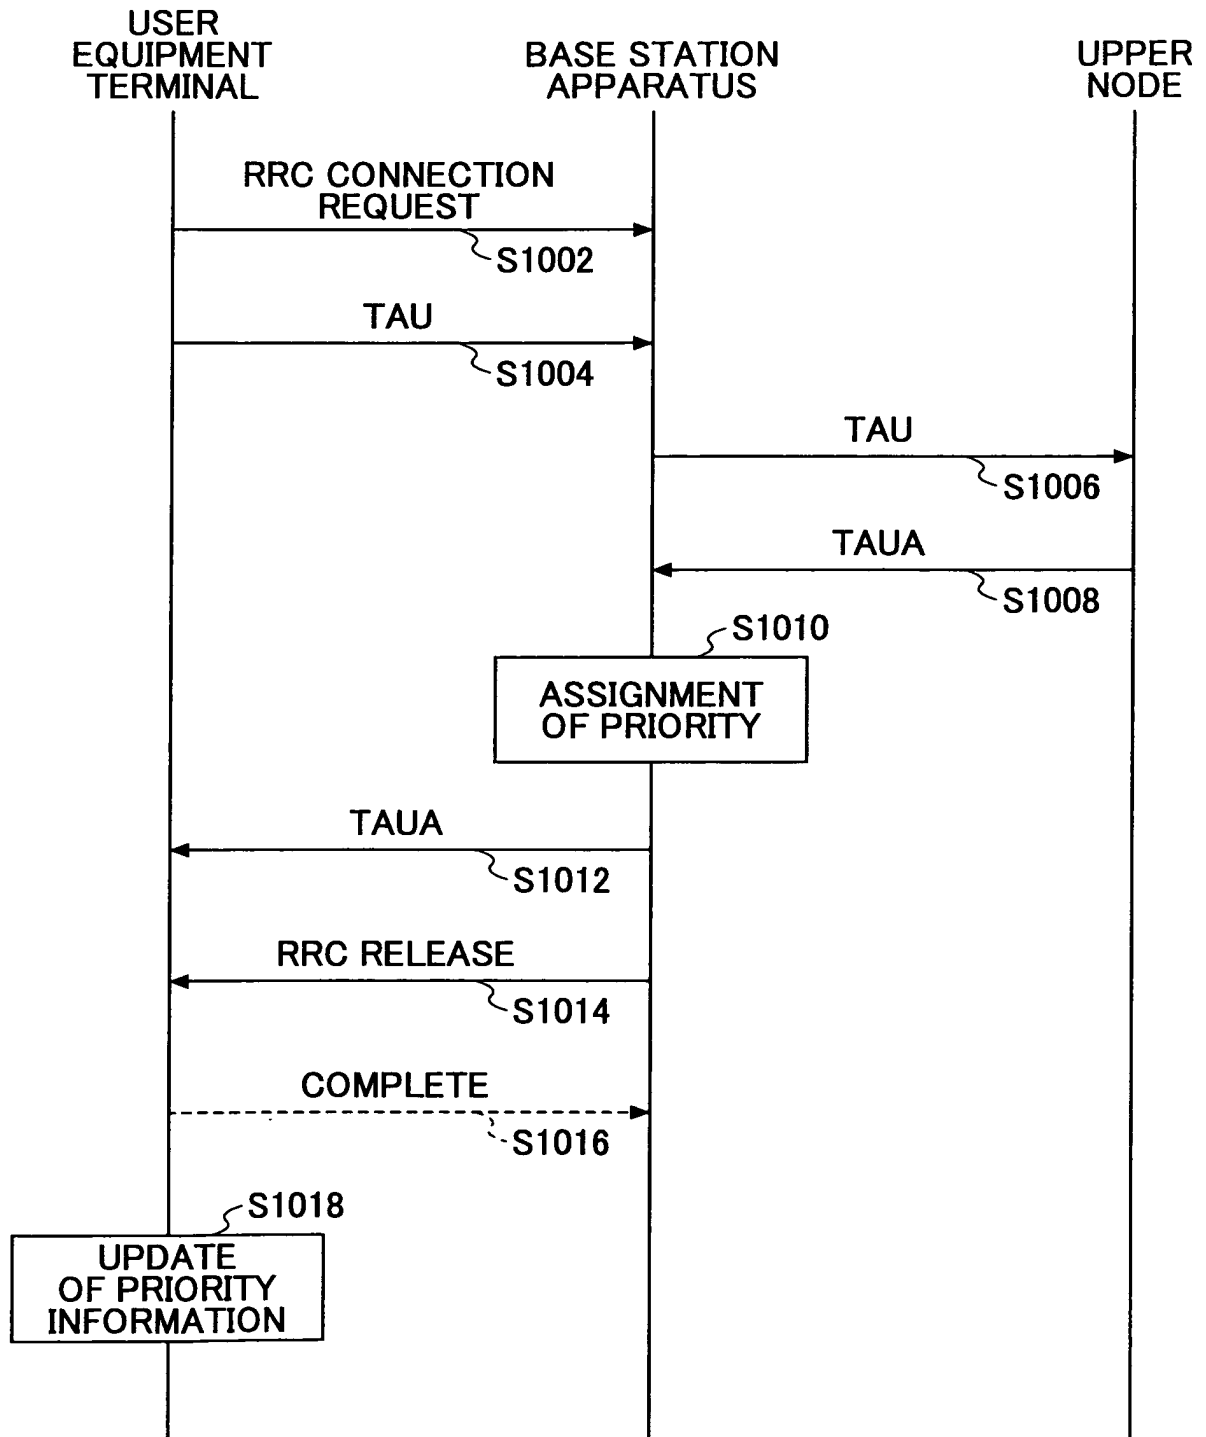 USER
EQUIPMENT
TERMINAL
BASE STATION
APPARATUS
UPPER
NODE
RRC CONNECTION
REQUEST
S1002
TAU
S1004
TAU
S1006
TAUA
S1008
S1010
ASSIGNMENT
OF PRIORITY
TAUA
S1012
RRC RELEASE
S1014
COMPLETE
S1016
S1018
UPDATE
OF PRIORITY
INFORMATION